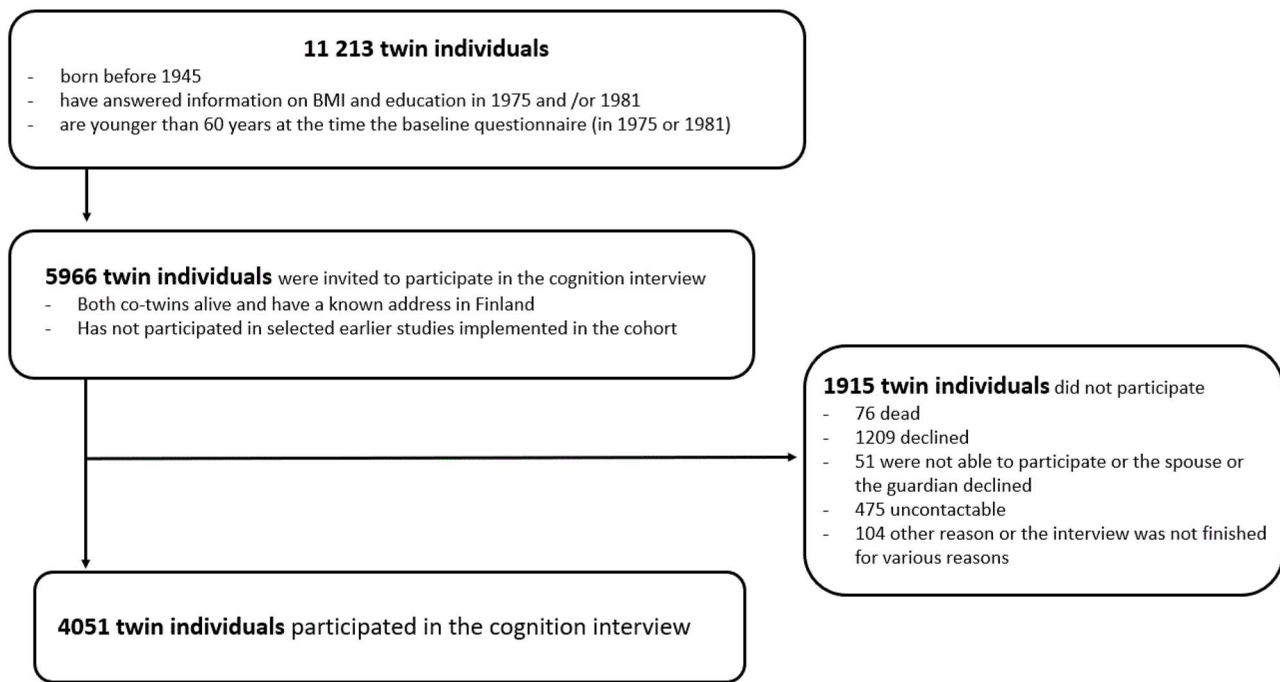 11 213 twin individuals
- born before 1945
- have answered information on BMI and education in 1975 and /or 1981
- are younger than 60 years at the time the baseline questionnaire (in 1975 or 1981)
5966 twin individuals were invited to participate in the cognition interview
- Both co-twins alive and have a known address in Finland
- Has not participated in selected earlier studies implemented in the cohort
1915 twin individuals did not participate
- 76 dead
- 1209 declined
- 51 were not able to participate or the spouse or
the guardian declined
- 475 uncontactable
- 104 other reason or the interview was not finished
for various reasons
4051 twin individuals participated in the cognition interview